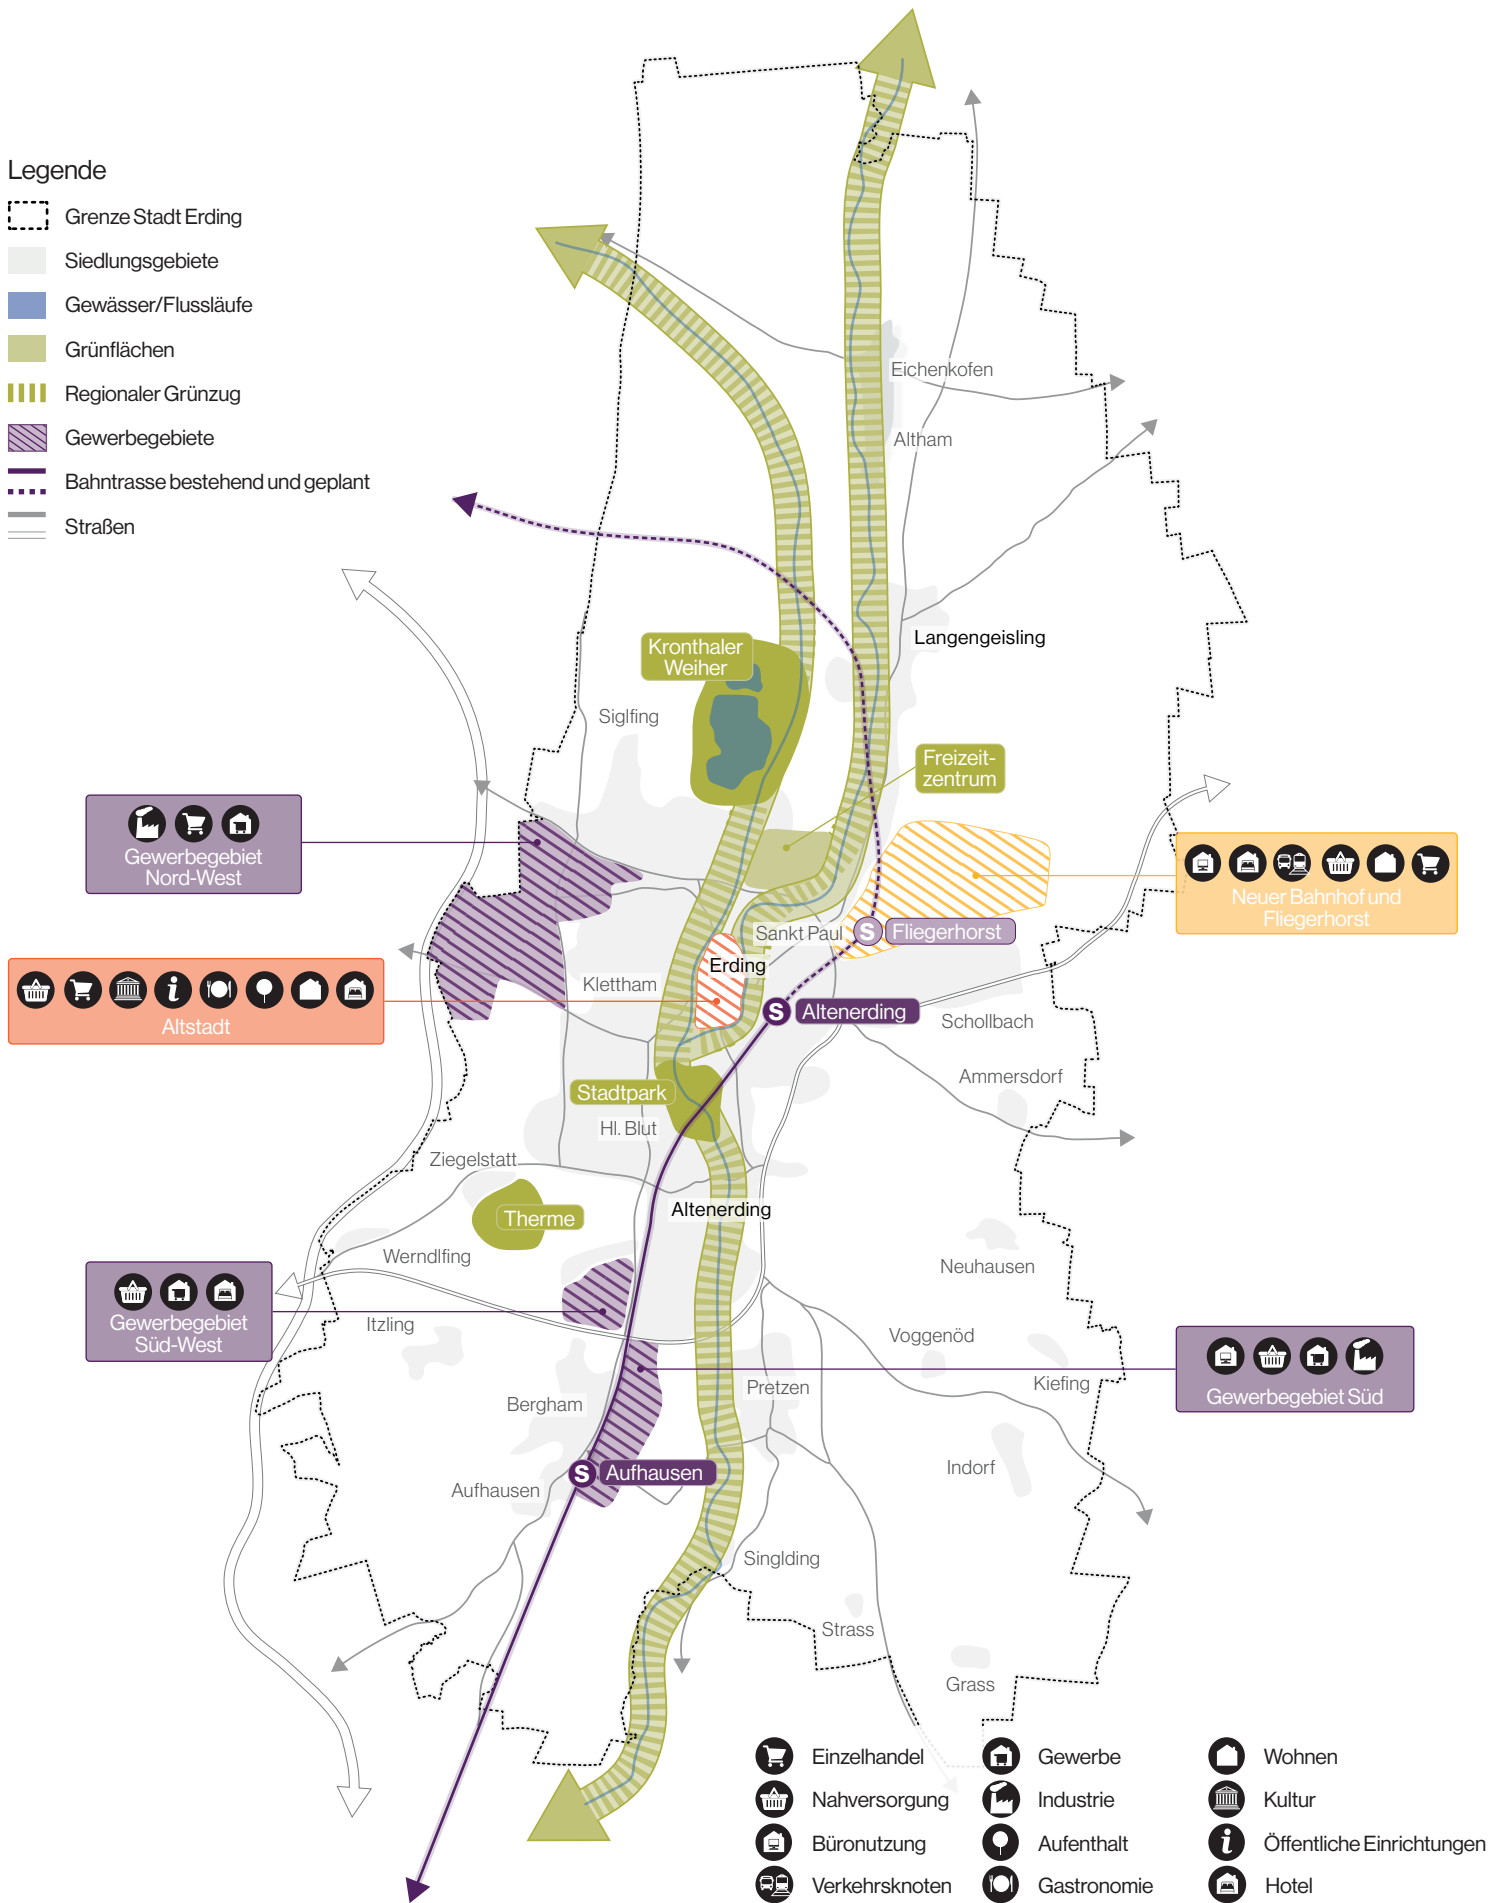 Legende
Grenze Stadt Erding
Siedlungsgebiete
Gewässer/Flussläufe
Grünflächen
Regionaler Grünzug
Gewerbegebiete
Bahntrasse bestehend und geplant
Straßen
Eichenkofen
Altham
Langengeisling
Kronthaler
Weiher
Siglfing
Freizeit-
zentrum
Gewerbegebiet
Nord-West
Neuer Bahnhof und
Fliegerhorst
Sankt Paul
S
Fliegerhorst
Erding
Klettham
Altstadt
S
Altenerding
Schollbach
Ammersdorf
Stadtpark
Hl. Blut
Ziegelstatt
Altenerding
Therme
Werndlfing
Neuhausen
Gewerbegebiet
Süd-West
Itzling
Voggenöd
Kiefing
Gewerbegebiet Süd
Pretzen
Bergham
Indorf
S
Aufhausen
Aufhausen
Singlding
Strass
Grass
Einzelhandel
Gewerbe
Wohnen
Nahversorgung
Industrie
Kultur
Büronutzung
Aufenthalt
Öffentliche Einrichtungen
Verkehrsknoten
Gastronomie
Hotel